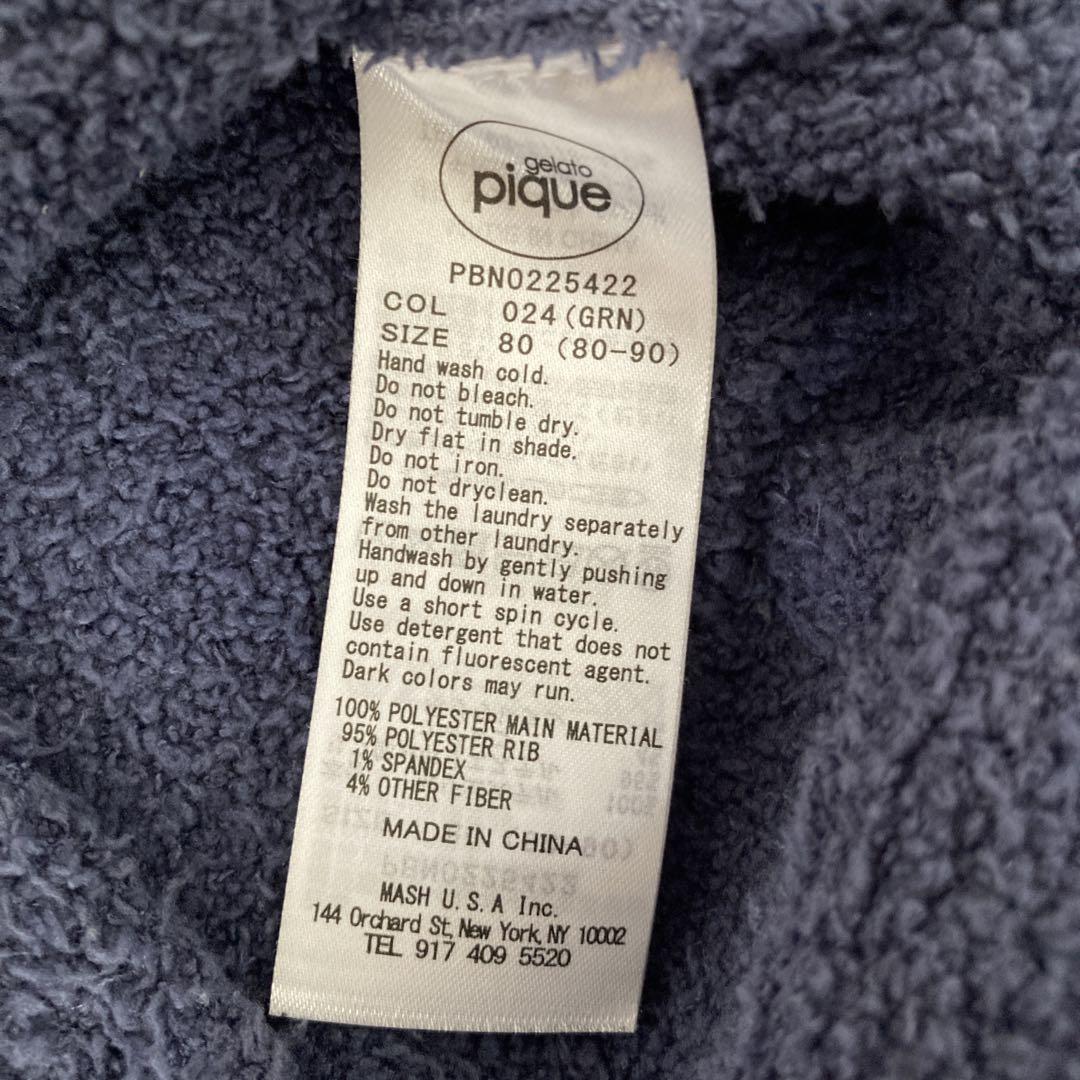 gelato
pique
PBN0225422
COL 024 (GRN)
SIZE 80 (80-90)
Hand wash cold.
Do not bleach.
Do not tumble dry.
Dry flat in shade.
Do not iron.
Do not dryclean.
Wash the laundry separately
from other laundry.
Handwash by gently pushing
up and down in water.
Use a short spin cycle.
Use detergent that does not
contain fluorescent agent.
Dark colors may run.
100% POLYESTER MAIN MATERIAL
95% POLYESTER RIB
1% SPANDEX
4% OTHER FIBER
MADE IN CHINA
MASH U.S.A Inc.
144 Orchard St, New York, NY 10002
TEL 917 409 5520